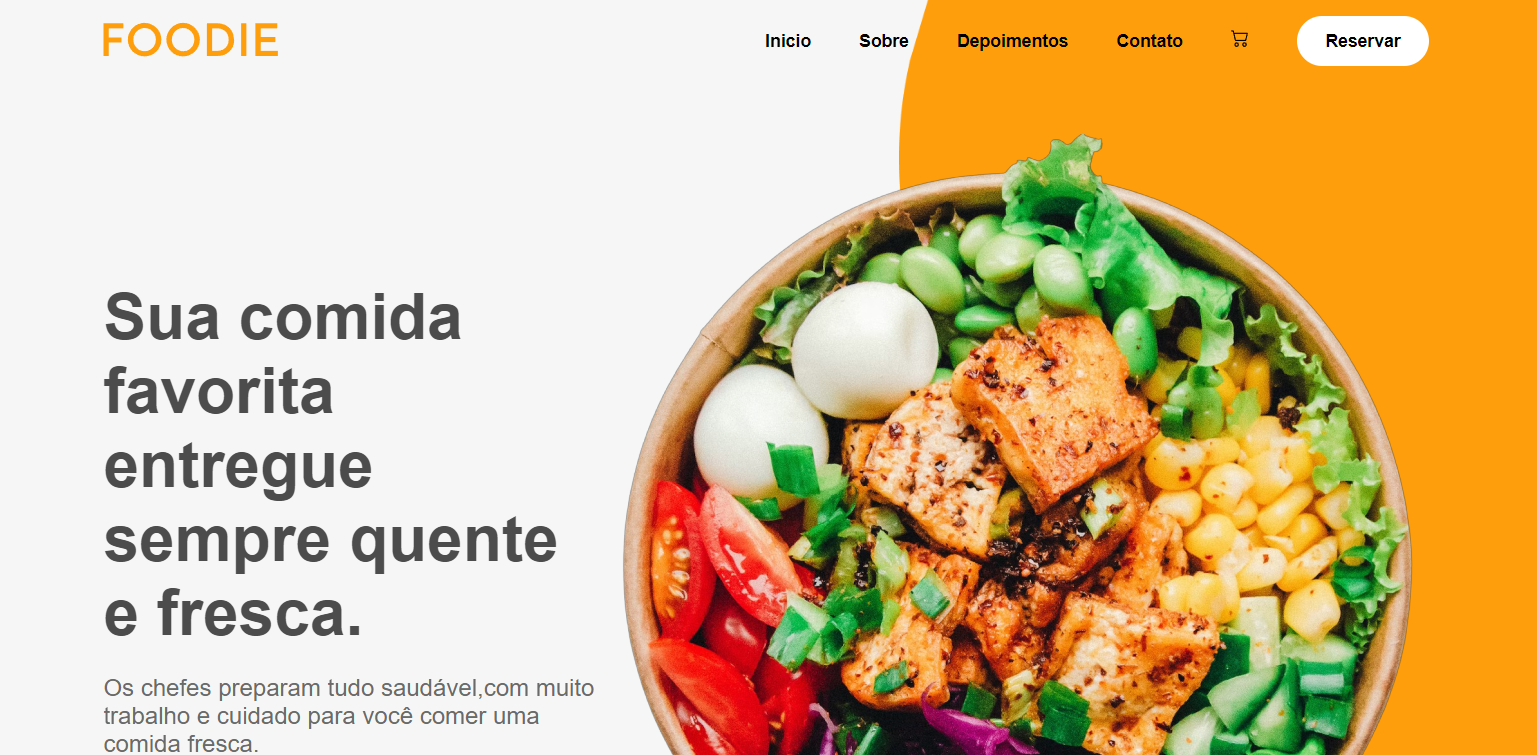 FOODIE
Inicio Sobre Depoimentos Contato Reservar
Sua comida
favorita
entregue
sempre quente
e fresca.
Os chefes preparam tudo saudável,com muito
trabalho e cuidado para você comer uma
comida fresca.